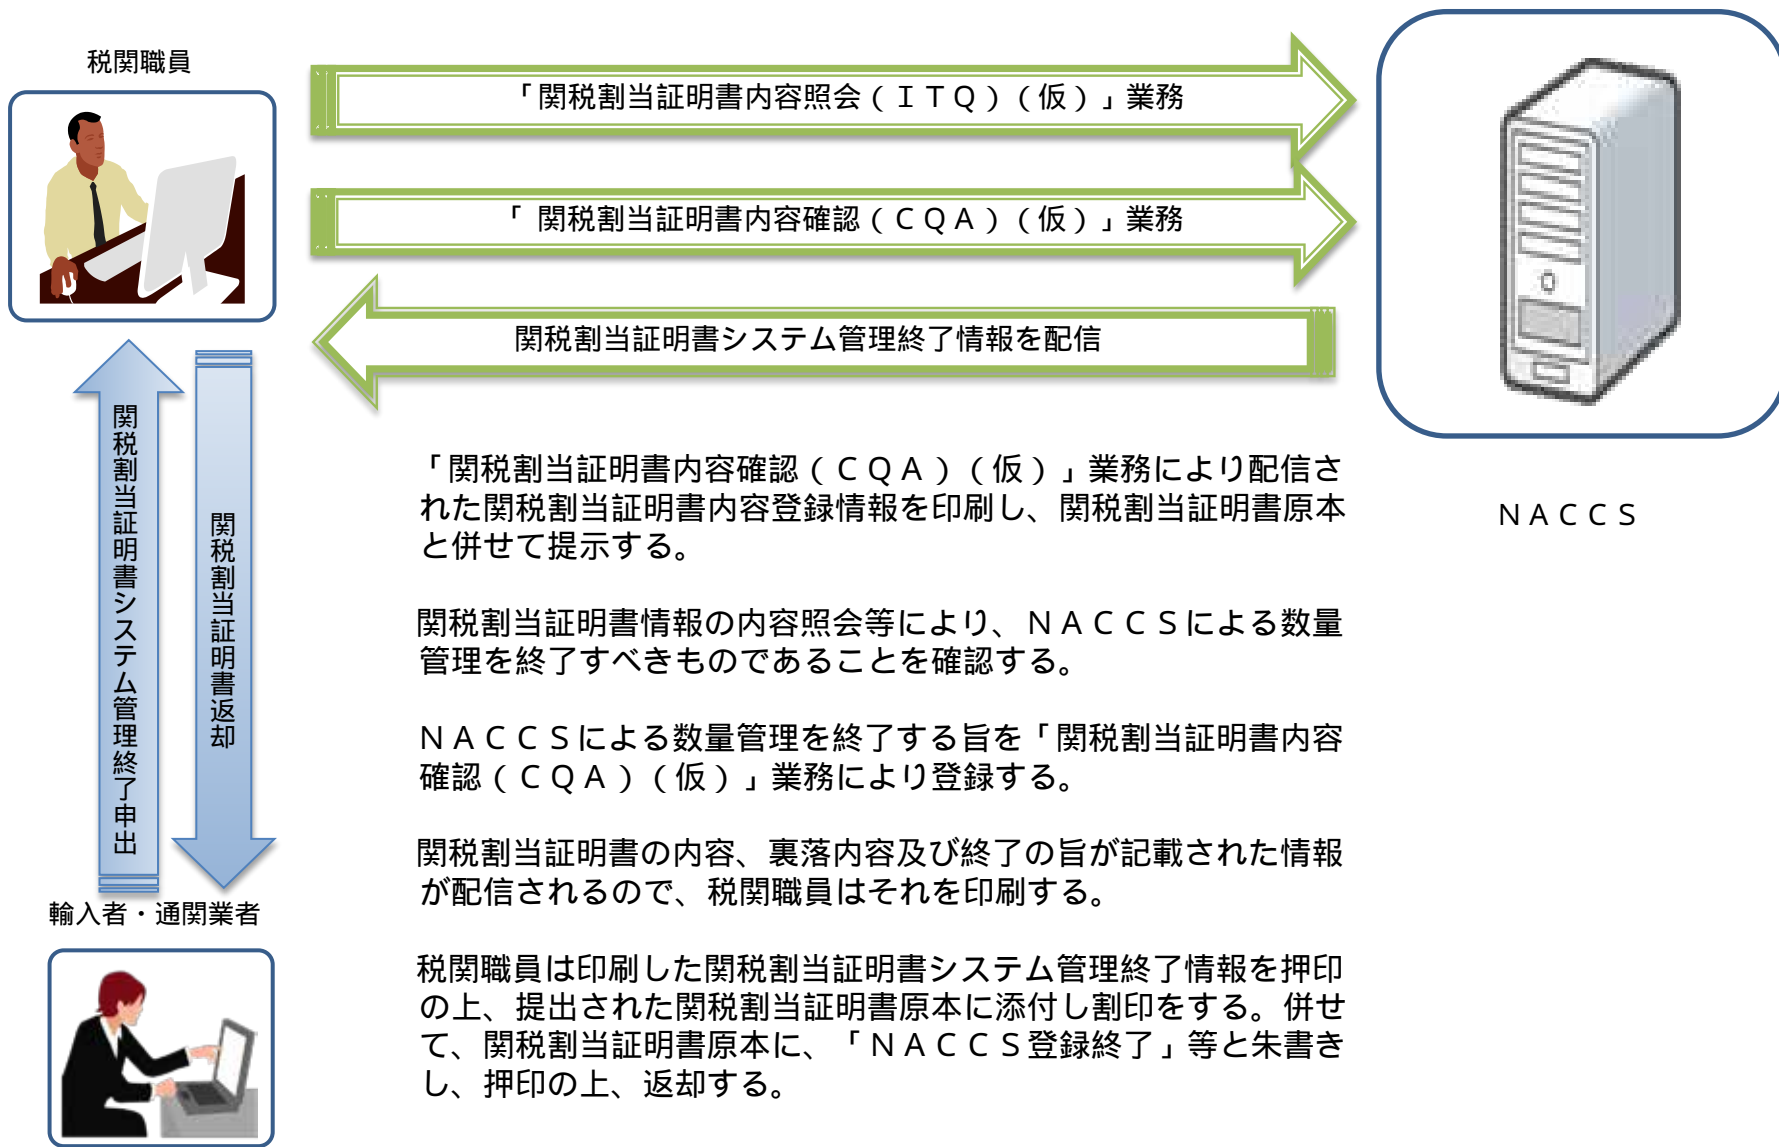 税関職員
「関税割当証明書内容照会（ＩＴＱ）（仮）」業務
「 関税割当証明書内容確認（ＣＱＡ）（仮）」業務
関税割当証明書システム管理終了情報を配信
関税割当証明書システム管理終了申出
関税割当証明書返却
輸入者・通関業者
ＮＡＣＣＳ
「関税割当証明書内容確認（ＣＱＡ）（仮）」業務により配信さ
れた関税割当証明書内容登録情報を印刷し、関税割当証明書原本
と併せて提示する。
関税割当証明書情報の内容照会等により、ＮＡＣＣＳによる数量
管理を終了すべきものであることを確認する。
ＮＡＣＣＳによる数量管理を終了する旨を「関税割当証明書内容
確認（ＣＱＡ）（仮）」業務により登録する。
関税割当証明書の内容、裏落内容及び終了の旨が記載された情報
が配信されるので、税関職員はそれを印刷する。
税関職員は印刷した関税割当証明書システム管理終了情報を押印
の上、提出された関税割当証明書原本に添付し割印をする。併せ
て、関税割当証明書原本に、「ＮＡＣＣＳ登録終了」等と朱書き
し、押印の上、返却する。